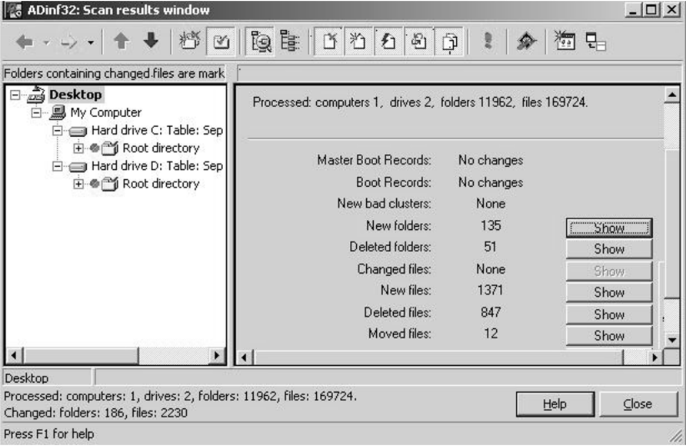 ADinf32: Scan results window
Folders containing changed files are mark
Desktop
My Computer
Hard drive C: Table: Sep
Root directory
Hard drive D: Table: Sep
Root directory
Processed: computers 1, drives 2, folders 11962, files 169724.
Master Boot Records: No changes
Boot Records: No changes
New bad clusters: None
New folders: 135 Show
Deleted folders: 51 Show
Changed files: None Show
New files: 1371 Show
Deleted files: 847 Show
Moved files: 12 Show
Desktop
Processed: computers: 1, drives: 2, folders: 11962, files: 169724.
Changed: folders: 186, files: 2230
Help Close
Press F1 for help